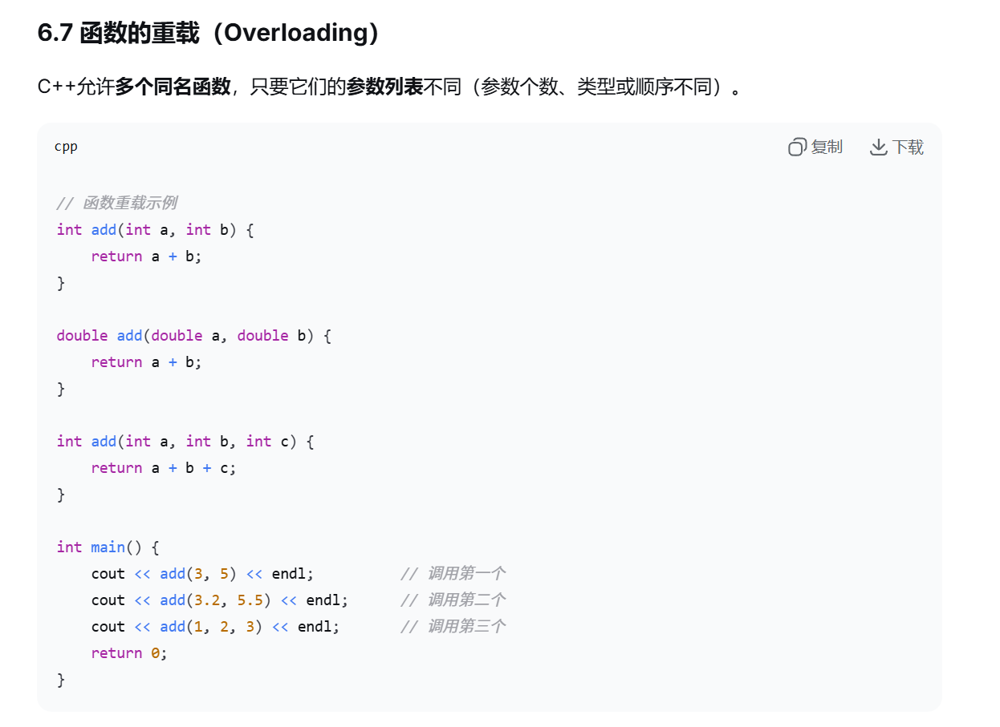 6.7 函数的重载（Overloading）
C++允许多个同名函数，只要它们的参数列表不同（参数个数、类型或顺序不同）。
cpp
复制
下载
// 函数重载示例
int add(int a, int b) {
    return a + b;
}
double add(double a, double b) {
    return a + b;
}
int add(int a, int b, int c) {
    return a + b + c;
}
int main() {
    cout << add(3, 5) << endl;          // 调用第一个
    cout << add(3.2, 5.5) << endl;      // 调用第二个
    cout << add(1, 2, 3) << endl;       // 调用第三个
    return 0;
}